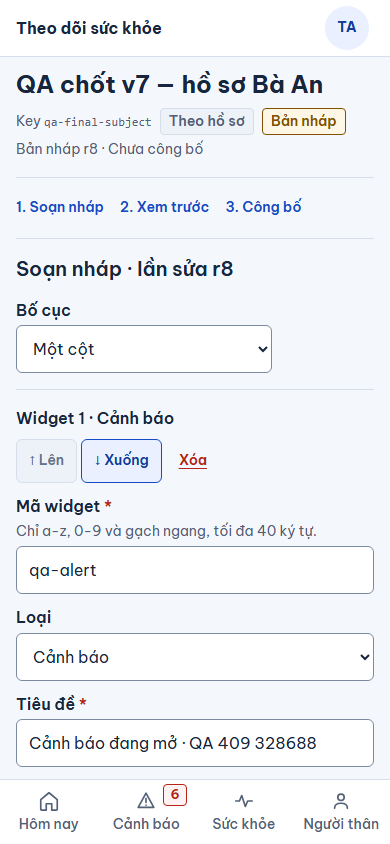 Theo dõi sức khỏe
TA
QA chốt v7 — hồ sơ Bà An
Key qa-final-subject Theo hồ sơ Bản nháp
Bản nháp r8 · Chưa công bố
1. Soạn nháp 2. Xem trước 3. Công bố
Soạn nháp · lần sửa r8
Bố cục
Một cột
Widget 1 · Cảnh báo
↑ Lên ↓ Xuống Xóa
Mã widget *
Chỉ a-z, 0-9 và gạch ngang, tối đa 40 ký tự.
qa-alert
Loại
Cảnh báo
Tiêu đề *
Cảnh báo đang mở · QA 409 328688
6
Hôm nay Cảnh báo Sức khỏe Người thân